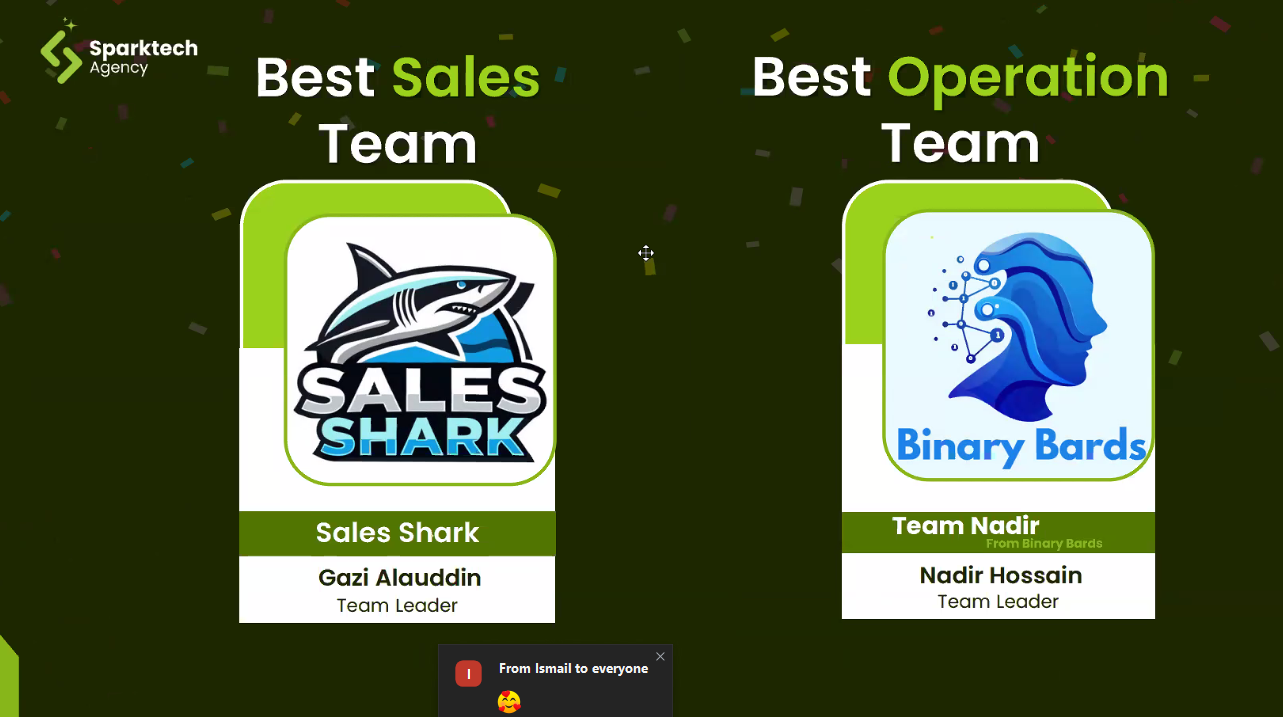 Sparktech
Agency
Best Sales
Team
SALES
SHARK
Sales Shark
Gazi Alauddin
Team Leader
Best Operation
Team
Binary Bards
Team Nadir
From Binary Bards
Nadir Hossain
Team Leader
I
From Ismail to everyone